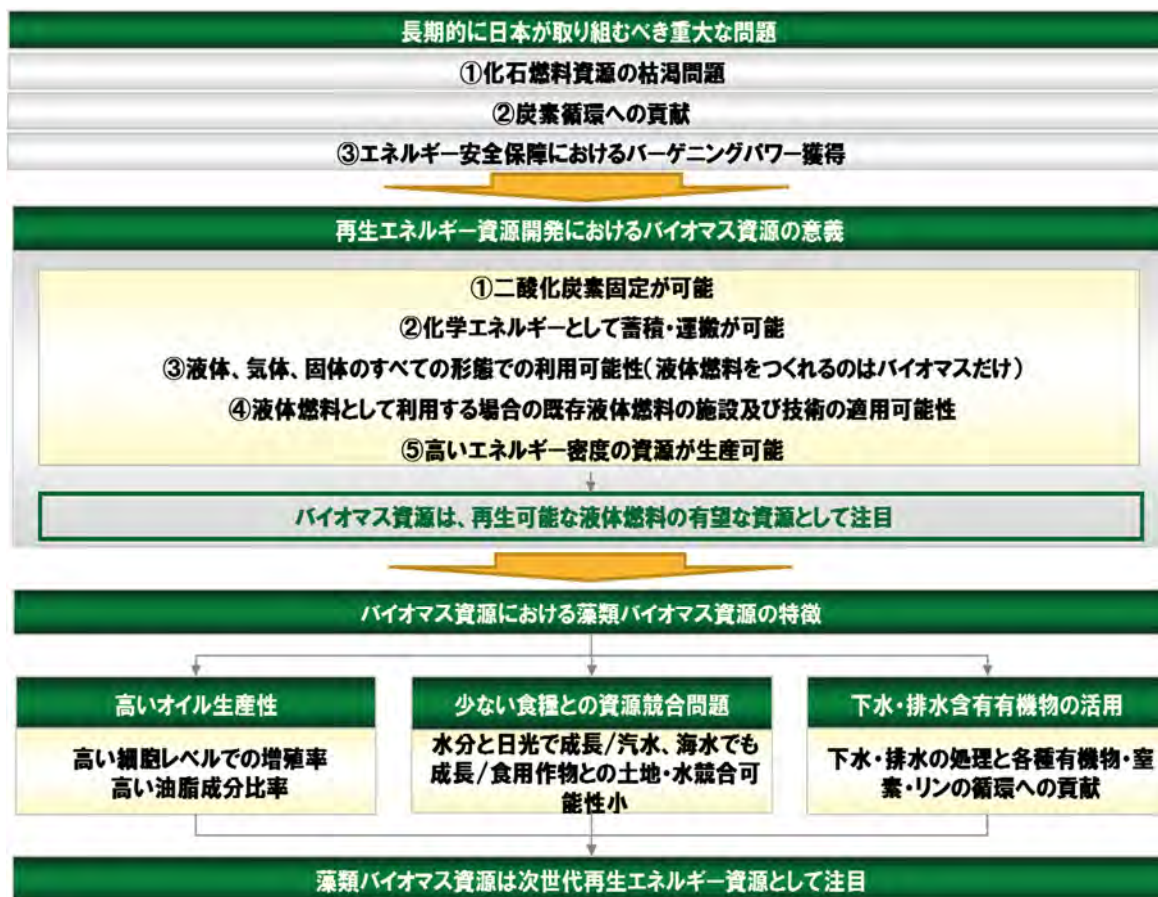 長期的に日本が取り組むべき重大な問題
①化石燃料資源の枯渇問題
②炭素循環への貢献
③エネルギー安全保障におけるバーゲニングパワー獲得
再生エネルギー資源開発におけるバイオマス資源の意義
①二酸化炭素固定が可能
②化学エネルギーとして蓄積・運搬が可能
③液体、気体、固体のすべての形態での利用可能性(液体燃料をつくれるのはバイオマスだけ)
④液体燃料として利用する場合の既存液体燃料の施設及び技術の適用可能性
⑤高いエネルギー密度の資源が生産可能
バイオマス資源は、再生可能な液体燃料の有望な資源として注目
バイオマス資源における藻類バイオマス資源の特徴
高いオイル生産性
高い細胞レベルでの増殖率
高い油脂成分比率
少ない食糧との資源競合問題
水分と日光で成長/汽水、海水でも
成長/食用作物との土地・水競合可
能性小
下水・排水含有有機物の活用
下水・排水の処理と各種有機物・窒
素・リンの循環への貢献
藻類バイオマス資源は次世代再生エネルギー資源として注目